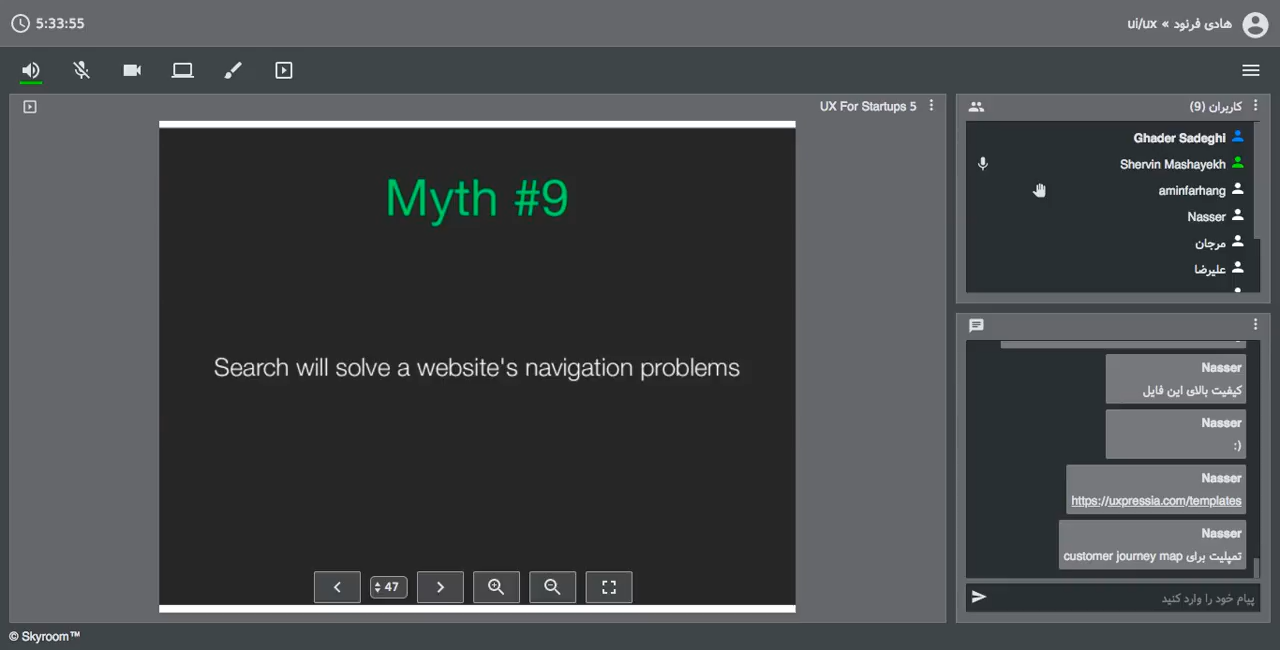 5:33:55
هادی فرنود » ui/ux
UX For Startups 5
Myth #9
Search will solve a website's navigation problems
47
کاربران (9)
Ghader Sadeghi
Shervin Mashayekh
aminfarhang
Nasser
مرجان
علیرضا
Nasser
کیفیت بالای این فایل
Nasser
:)
Nasser
https://uxpressia.com/templates
Nasser
تمپلیت برای customer journey map
پیام خود را وارد کنید
© Skyroom™